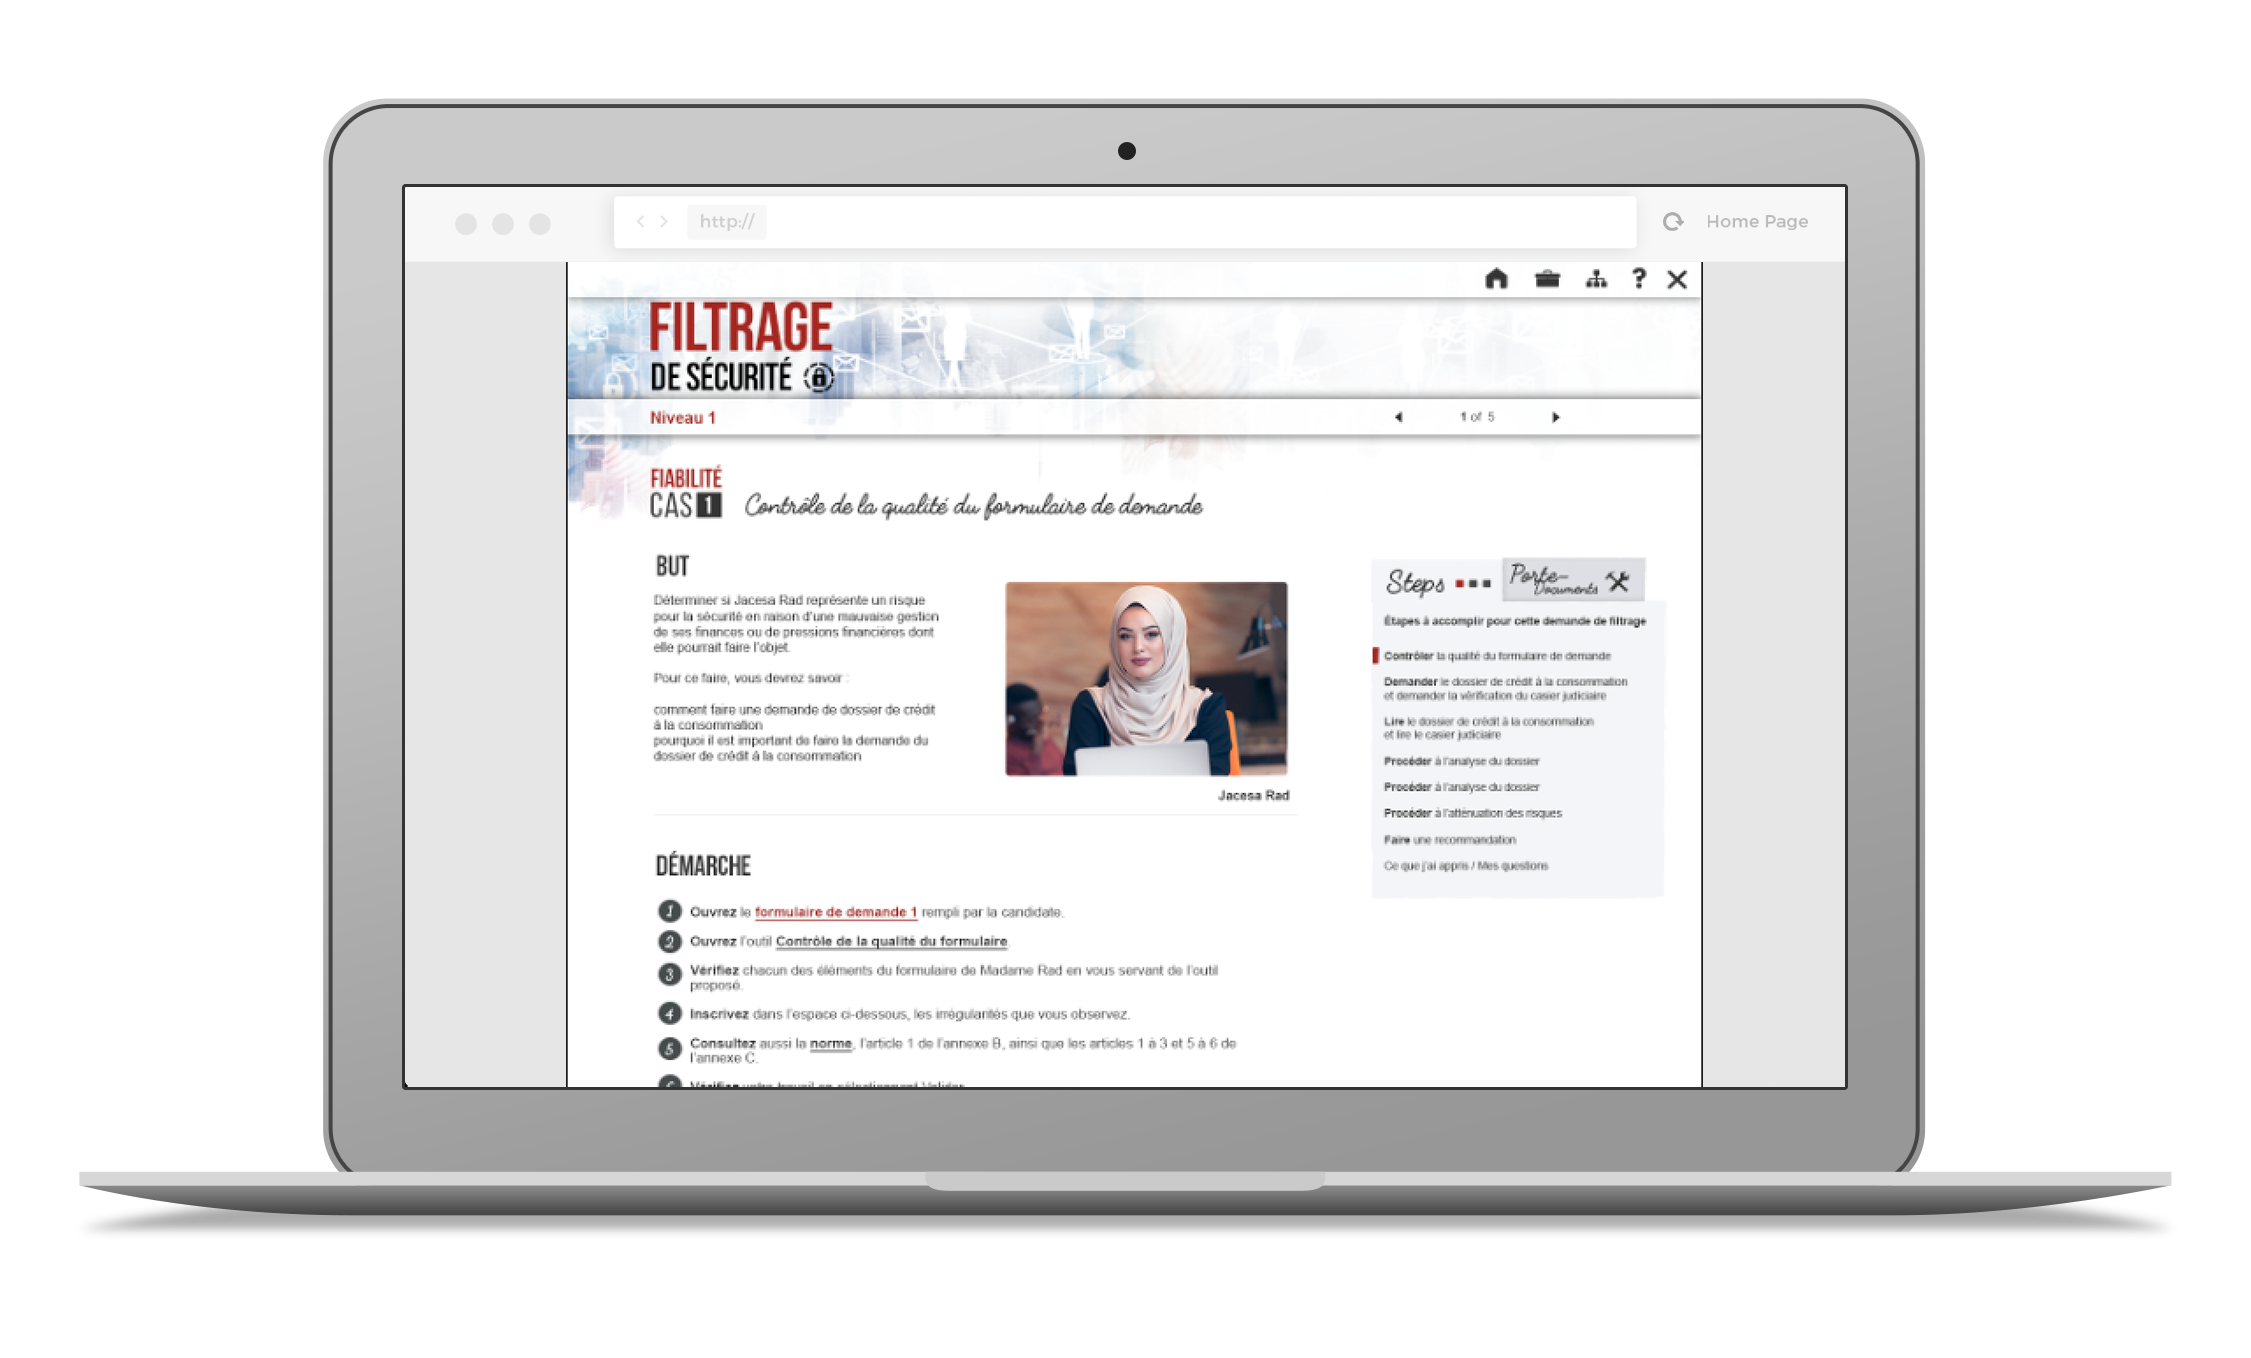 http://
Home Page
FILTRAGE
DE SÉCURITÉ
Niveau 1
1 of 5
FIABILITÉ
CAS 1
Contrôle de la qualité du formulaire de demande
BUT
Déterminer si Jacesa Rad représente un risque
pour la sécurité en raison d'une mauvaise gestion
de ses finances ou de pressions financières dont
elle pourrait faire l'objet.
Pour ce faire, vous devrez savoir :
comment faire une demande de dossier de crédit
à la consommation
pourquoi il est important de faire la demande du
dossier de crédit à la consommation
Jacesa Rad
Steps
Porte-
Documents
Étapes à accomplir pour cette demande de filtrage
Contrôler la qualité du formulaire de demande
Demander le dossier de crédit à la consommation
et demander la vérification du casier judiciaire
Lire le dossier de crédit à la consommation
et lire le casier judiciaire
Procéder à l'analyse du dossier
Procéder à l'analyse du dossier
Procéder à l'atténuation des risques
Faire une recommandation
Ce que j'ai appris / Mes questions
DÉMARCHE
1 Ouvrez le formulaire de demande 1 rempli par la candidate.
2 Ouvrez l'outil Contrôle de la qualité du formulaire.
3 Vérifiez chacun des éléments du formulaire de Madame Rad en vous servant de l'outil
proposé.
4 Inscrivez dans l'espace ci-dessous, les irrégularités que vous observez.
5 Consultez aussi la norme, l'article 1 de l'annexe B, ainsi que les articles 1 à 3 et 5 à 6 de
l'annexe C.
6 Vérifiez votre travail en sélectionnant Valider